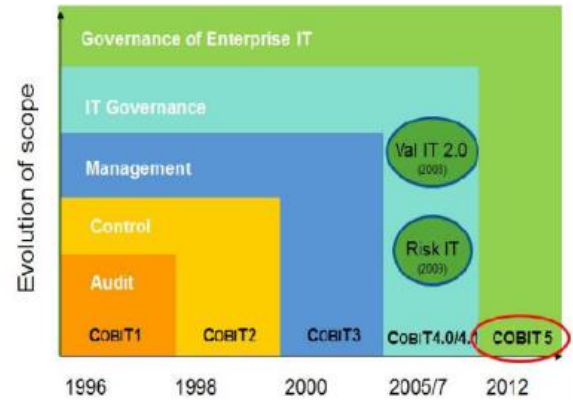 Governance of Enterprise IT
IT Governance
Val IT 2.0
(2008)
Management
Control
Risk IT
(2009)
Audit
COBIT1
COBIT2
COBIT3
COBIT4.0/4.1
COBIT 5
Evolution of scope
1996
1998
2000
2005/7
2012